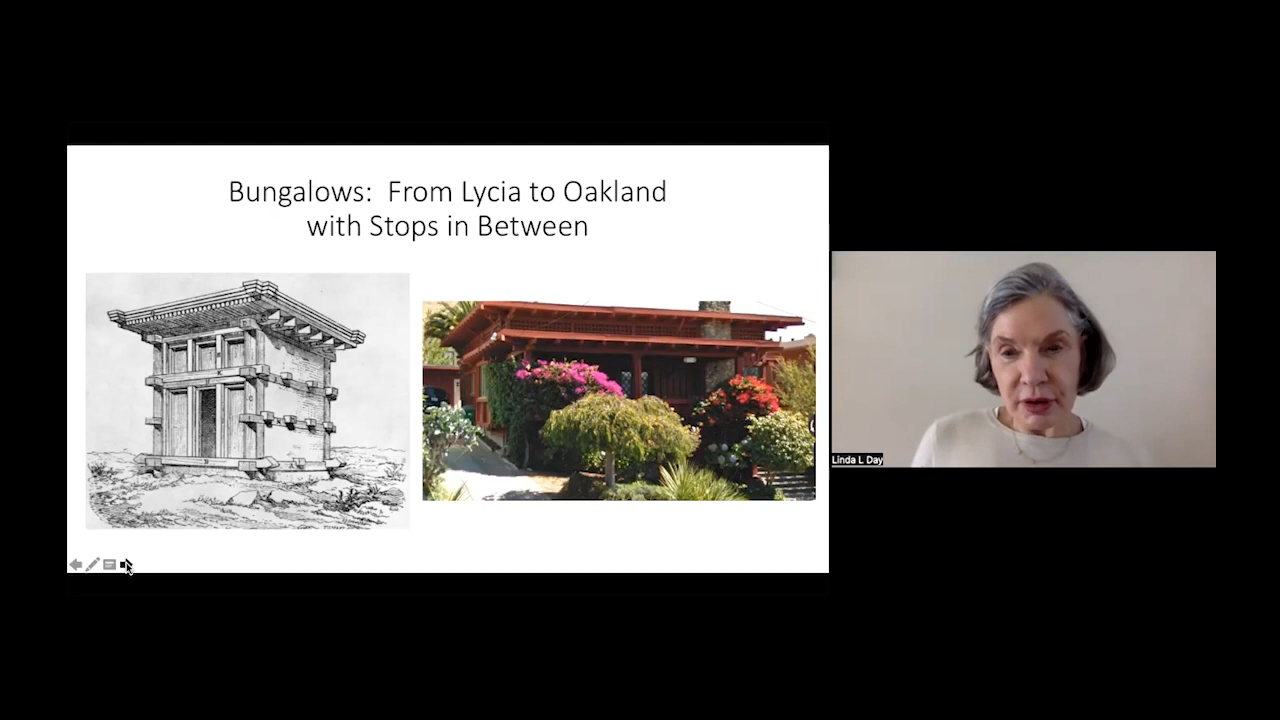 Bungalows: From Lycia to Oakland
with Stops in Between
Linda L Day